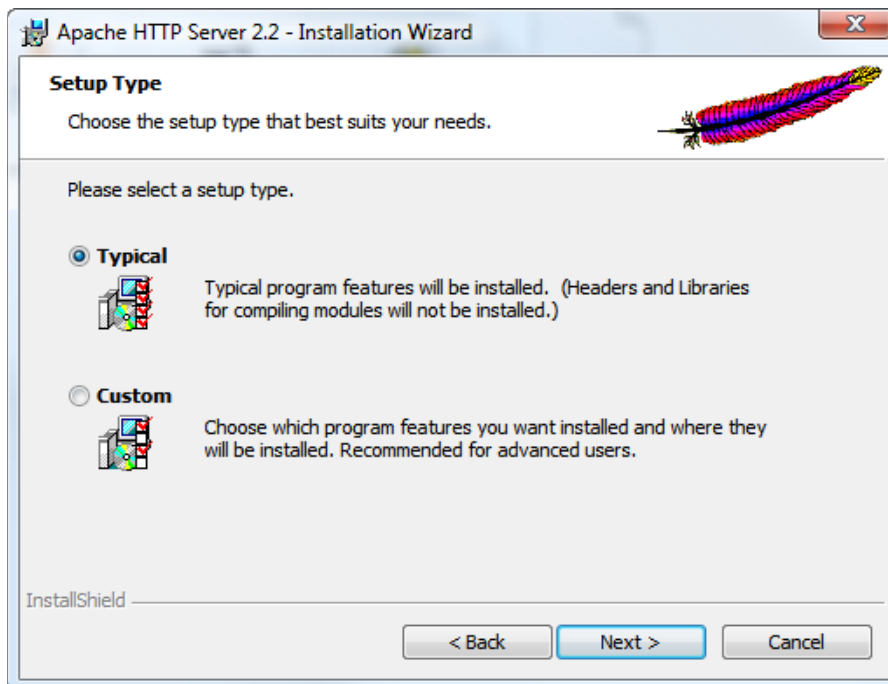 Apache HTTP Server 2.2 - Installation Wizard
Setup Type
Choose the setup type that best suits your needs.
Please select a setup type.
Typical
Typical program features will be installed.  (Headers and Libraries
for compiling modules will not be installed.)
Custom
Choose which program features you want installed and where they
will be installed. Recommended for advanced users.
InstallShield
< Back
Next >
Cancel